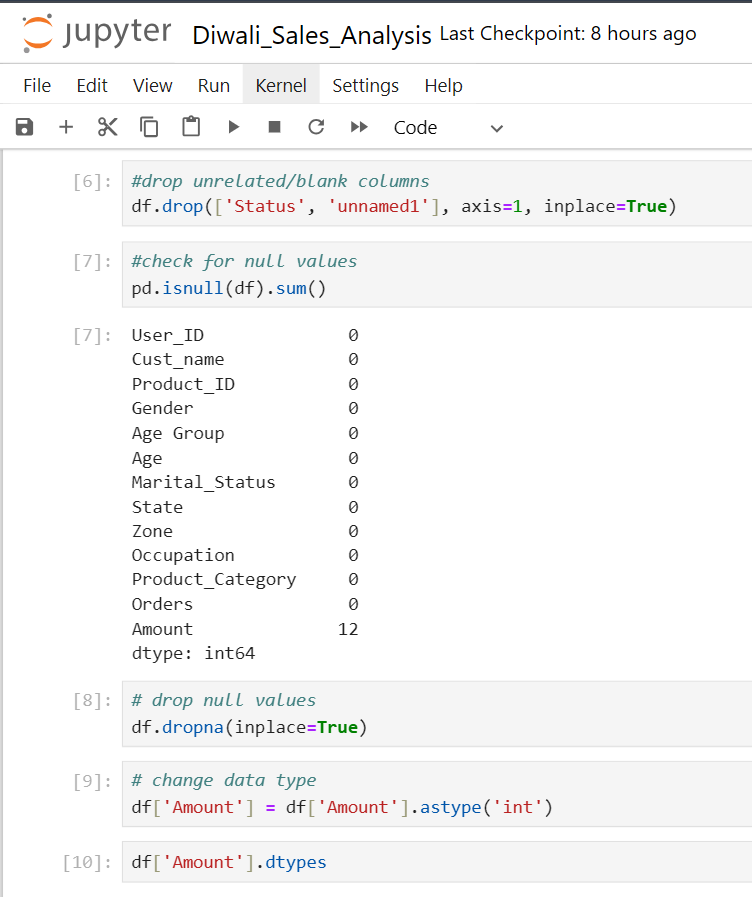 jupyter Diwali_Sales_Analysis Last Checkpoint: 8 hours ago
File Edit View Run Kernel Settings Help
Code
[6]: #drop unrelated/blank columns
df.drop(['Status', 'unnamed1'], axis=1, inplace=True)
[7]: #check for null values
pd.isnull(df).sum()
[7]: User_ID 0
Cust_name 0
Product_ID 0
Gender 0
Age Group 0
Age 0
Marital_Status 0
State 0
Zone 0
Occupation 0
Product_Category 0
Orders 0
Amount 12
dtype: int64
[8]: # drop null values
df.dropna(inplace=True)
[9]: # change data type
df['Amount'] = df['Amount'].astype('int')
[10]: df['Amount'].dtypes